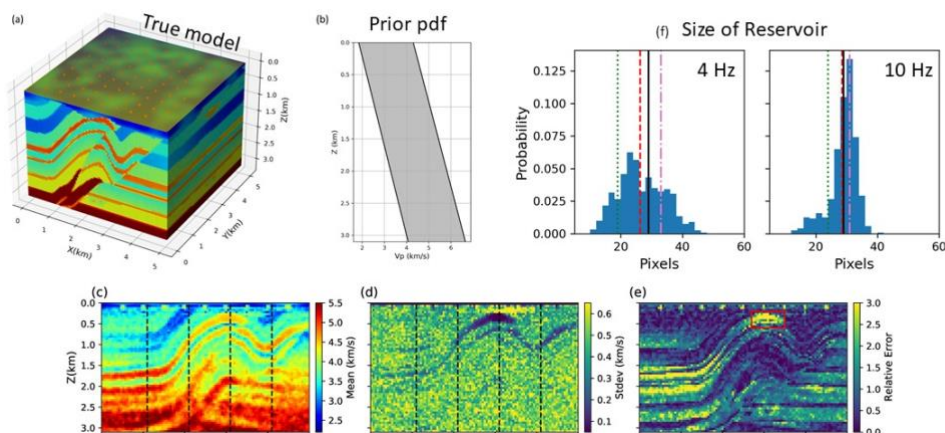 (a)
True model
Z(km)
0.0
0.5
1.0
1.5
2.0
2.5
3.0
X(km)
0
1
2
3
4
5
Y(km)
0
1
2
3
4
5
(b)
Prior pdf
Z (km)
0.0
0.5
1.0
1.5
2.0
2.5
3.0
2 3 4 5 6
Vp (km/s)
(f) Size of Reservoir
Probability
0.125
0.100
0.075
0.050
0.025
0.000
4 Hz
20 40 60
Pixels
10 Hz
20 40 60
Pixels
(c)
Z(km)
0.0
0.5
1.0
1.5
2.0
2.5
3.0
5.5
5.0
4.5
4.0
3.5
3.0
2.5
Mean (km/s)
(d)
0.6
0.5
0.4
0.3
0.2
0.1
Stdev (km/s)
(e)
3.0
2.5
2.0
1.5
1.0
0.5
0.0
Relative Error